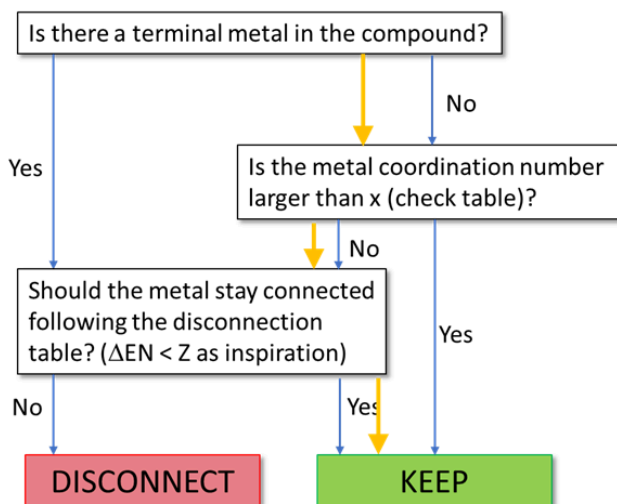 Is there a terminal metal in the compound?
No
Yes
Is the metal coordination number
larger than x (check table)?
No
Should the metal stay connected
following the disconnection
table? (ΔEN < Z as inspiration)
Yes
No
Yes
DISCONNECT
KEEP